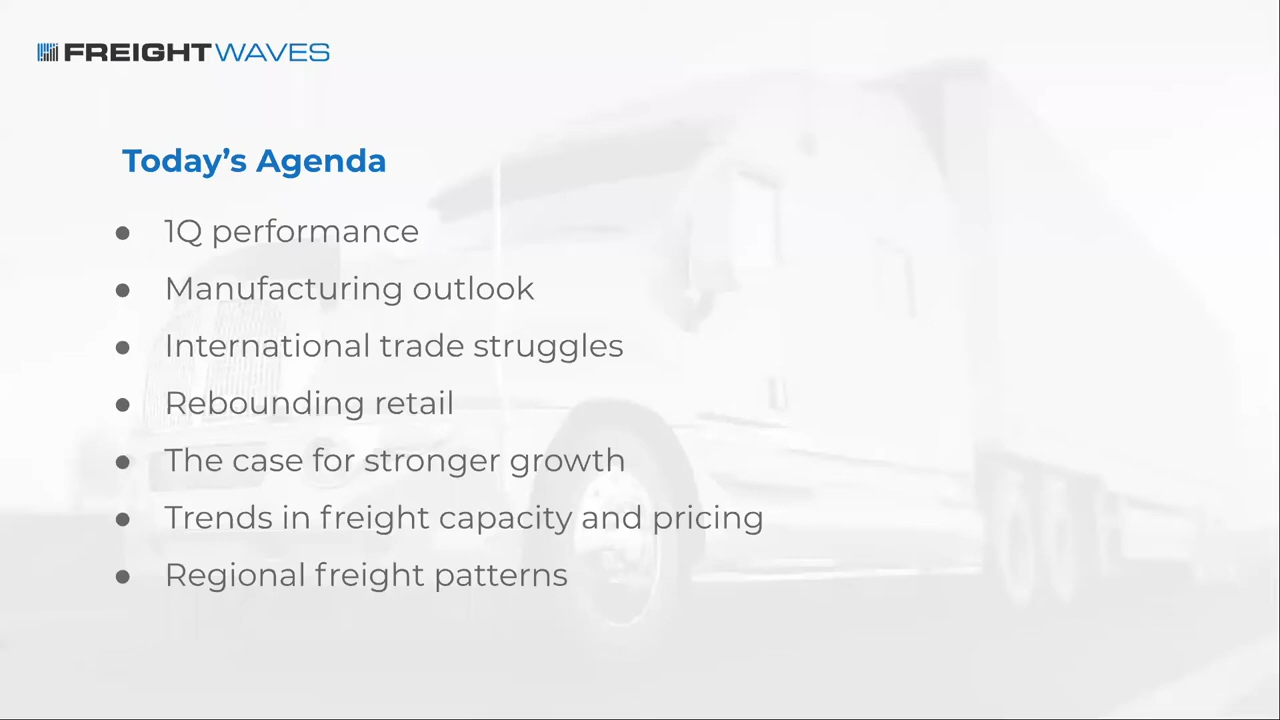 FREIGHTWAVES
Today's Agenda
● 1Q performance
● Manufacturing outlook
● International trade struggles
● Rebounding retail
● The case for stronger growth
● Trends in freight capacity and pricing
● Regional freight patterns